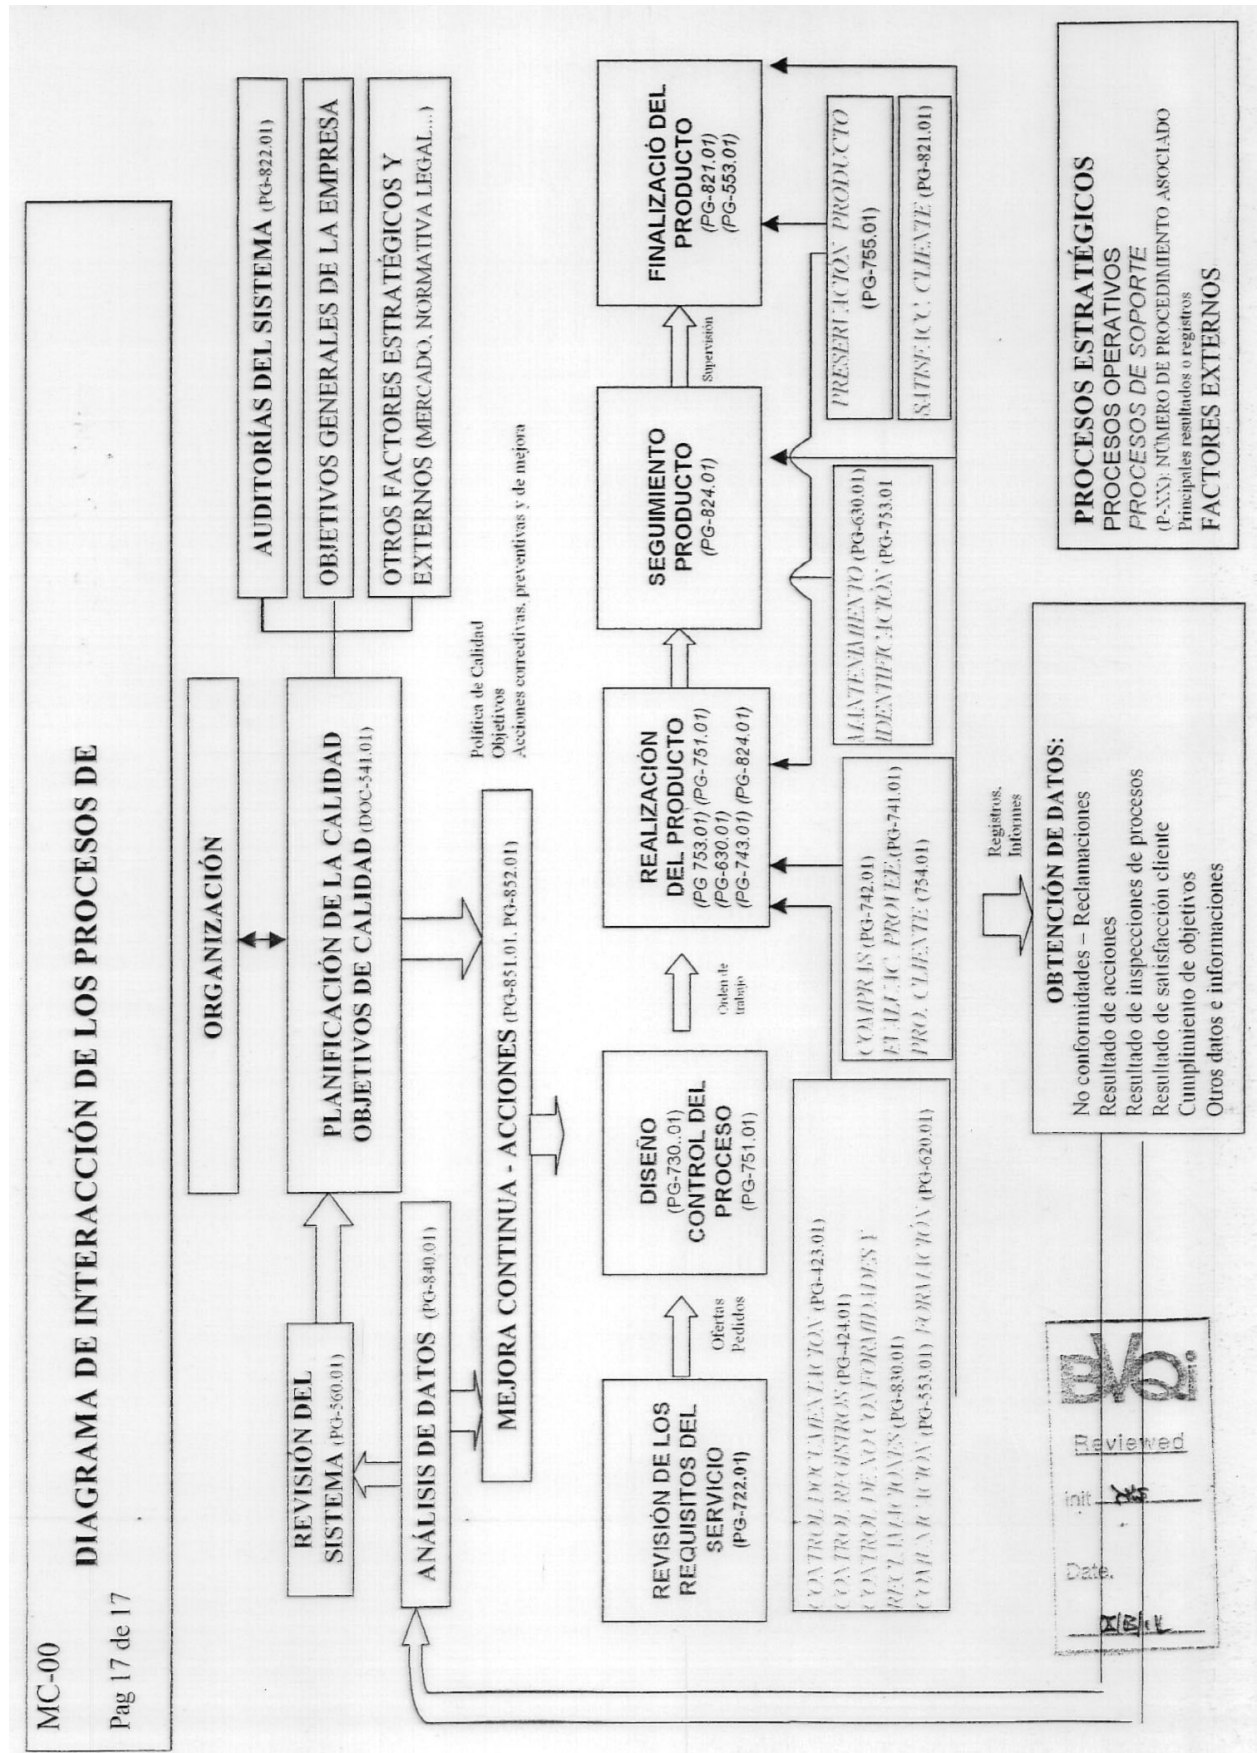 MC-00
DIAGRAMA DE INTERACCIÓN DE LOS PROCESOS DE
Pag 17 de 17
ORGANIZACIÓN
REVISIÓN DEL
SISTEMA (PG-560.01)
PLANIFICACIÓN DE LA CALIDAD
OBJETIVOS DE CALIDAD (DOC-541.01)
AUDITORÍAS DEL SISTEMA (PG-822.01)
OBJETIVOS GENERALES DE LA EMPRESA
OTROS FACTORES ESTRATÉGICOS Y
EXTERNOS (MERCADO, NORMATIVA LEGAL...)
ANÁLISIS DE DATOS (PG-840.01)
Política de Calidad
Objetivos
Acciones correctivas, preventivas y de mejora
MEJORA CONTINUA - ACCIONES (PG-851.01, PG-852.01)
REVISIÓN DE LOS
REQUISITOS DEL
SERVICIO
(PG-722.01)
Ofertas
Pedidos
DISEÑO
(PG-730..01)
CONTROL DEL
PROCESO
(PG-751.01)
Orden de
trabajo
REALIZACIÓN
DEL PRODUCTO
(PG 753.01) (PG-751.01)
(PG-630.01)
(PG-743.01) (PG-824.01)
SEGUIMIENTO
PRODUCTO
(PG-824.01)
Supervisión
FINALIZACIÓ DEL
PRODUCTO
(PG-821.01)
(PG-553.01)
CONTROL DOCUMENTACION (PG-423.01)
CONTROL REGISTROS (PG-424.01)
CONTROL DE NO CONFORMIDADES Y
RECLAMACIONES (PG-830.01)
COMUNICACIÓN (PG-553.01) FORMACIÓN (PG-620.01)
COMPRAS (PG-742.01)
EVALUAC. PROVEE.(PG-741.01)
PRO. CLIENTE (754.01)
MANTENIMIENTO (PG-630.01)
IDENTIFICACIÓN (PG-753.01
PRESERVACION PRODUCTO
(PG-755.01)
SATISFACC. CLIENTE (PG-821.01)
Registros,
Informes
OBTENCIÓN DE DATOS:
No conformidades – Reclamaciones
Resultado de acciones
Resultado de inspecciones de procesos
Resultado de satisfacción cliente
Cumplimiento de objetivos
Otros datos e informaciones
PROCESOS ESTRATÉGICOS
PROCESOS OPERATIVOS
PROCESOS DE SOPORTE
(P-XX): NÚMERO DE PROCEDIMIENTO ASOCIADO
Principales resultados o registros
FACTORES EXTERNOS
BVQi
Reviewed
Init
Date.